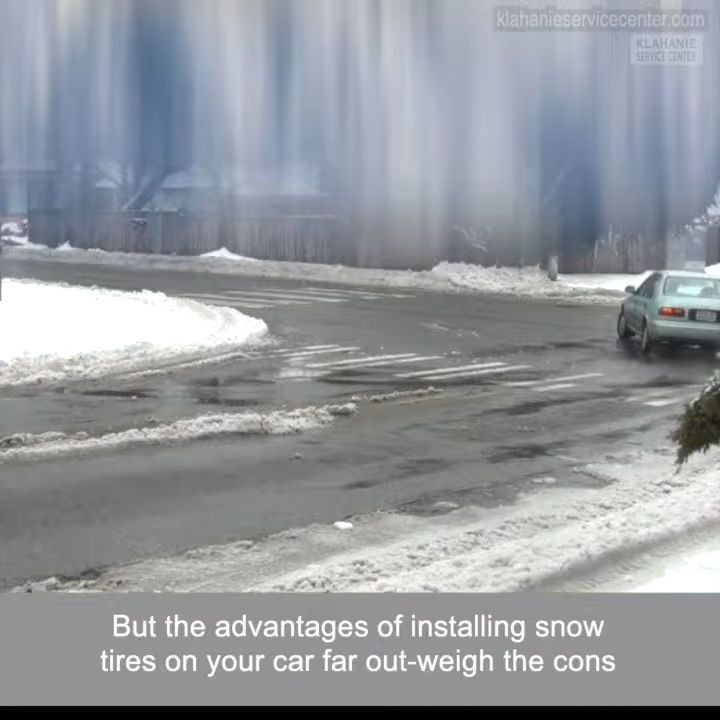 klahanieservicecenter.com
KLAHANIE
SERVICE CENTER
But the advantages of installing snow
tires on your car far out-weigh the cons